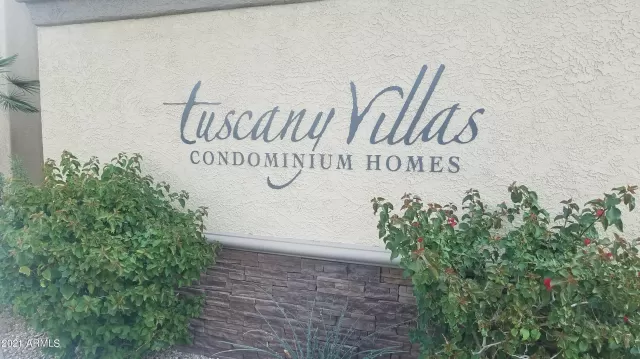 tuscany Villas
CONDOMINIUM HOMES
2021 ARMLS